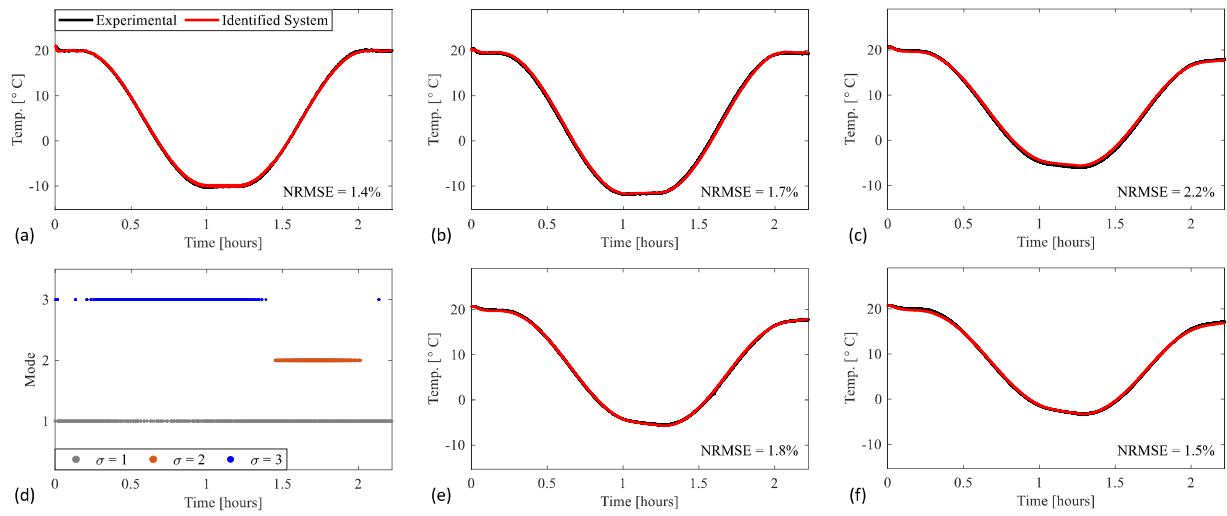 Experimental Identified System
20
10
0
-10
Temp. [° C]
NRMSE = 1.4%
0 0.5 1 1.5 2
Time [hours]
(a)
20
10
0
-10
Temp. [° C]
NRMSE = 1.7%
0 0.5 1 1.5 2
Time [hours]
(b)
20
10
0
-10
Temp. [° C]
NRMSE = 2.2%
0 0.5 1 1.5 2
Time [hours]
(c)
3
2
1
Mode
σ = 1 σ = 2 σ = 3
0 0.5 1 1.5 2
Time [hours]
(d)
20
10
0
-10
Temp. [° C]
NRMSE = 1.8%
0 0.5 1 1.5 2
Time [hours]
(e)
20
10
0
-10
Temp. [° C]
NRMSE = 1.5%
0 0.5 1 1.5 2
Time [hours]
(f)